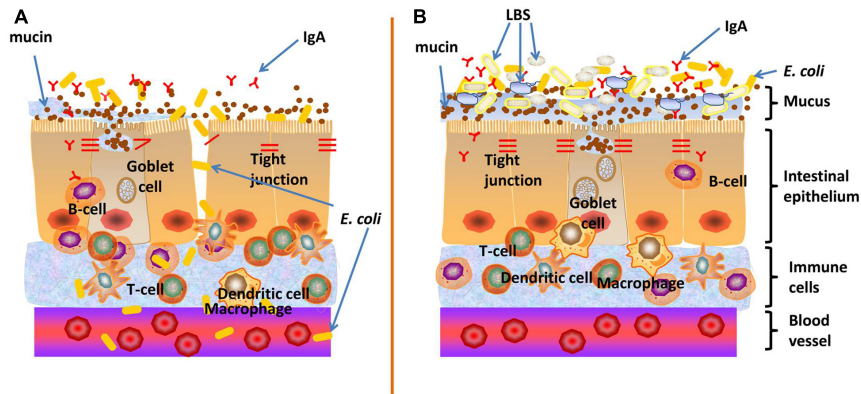 A
mucin
IgA
Goblet
cell
Tight
junction
B-cell
E. coli
T-cell
Dendritic cell
Macrophage
B
LBS
mucin
IgA
E. coli
Mucus
Tight
junction
Goblet
cell
B-cell
Intestinal
epithelium
T-cell
Dendritic cell
Macrophage
Immune
cells
Blood
vessel